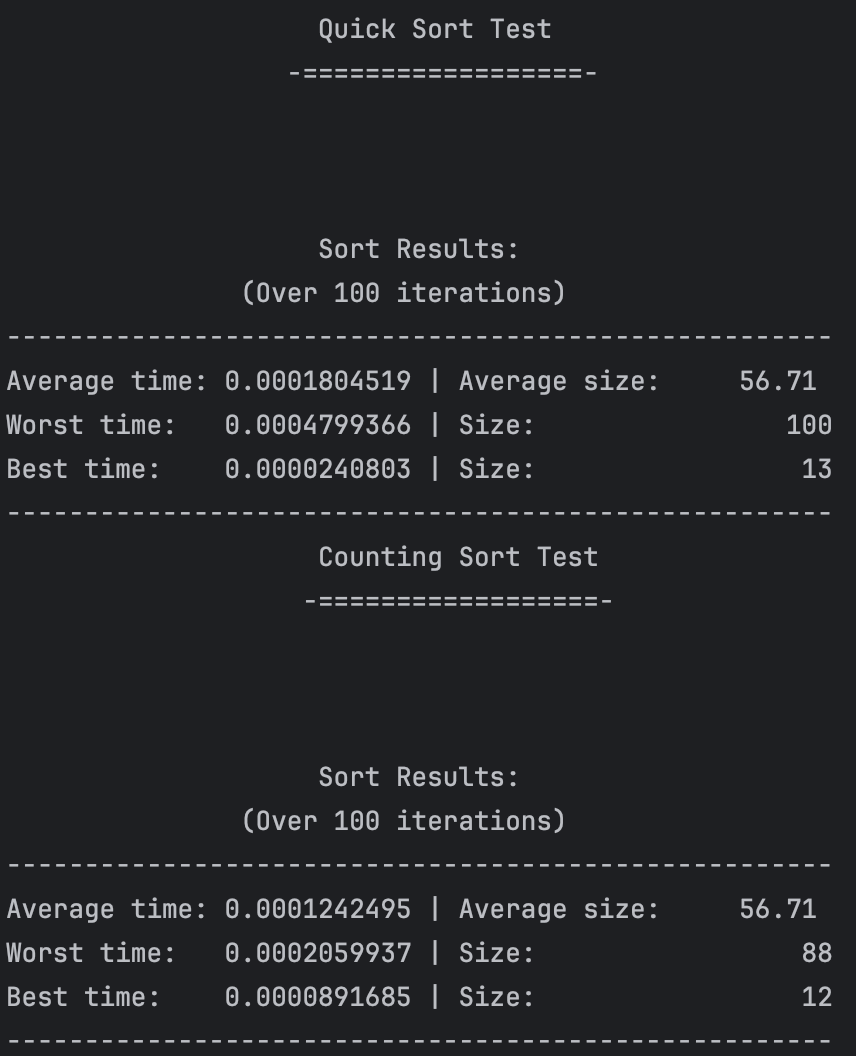 Quick Sort Test
-==================-
Sort Results:
(Over 100 iterations)
-----------------------------------------------------
Average time: 0.0001804519 | Average size:     56.71
Worst time:   0.0004799366 | Size:                100
Best time:    0.0000240803 | Size:                 13
-----------------------------------------------------
Counting Sort Test
-==================-
Sort Results:
(Over 100 iterations)
-----------------------------------------------------
Average time: 0.0001242495 | Average size:     56.71
Worst time:   0.0002059937 | Size:                 88
Best time:    0.0000891685 | Size:                 12
-----------------------------------------------------